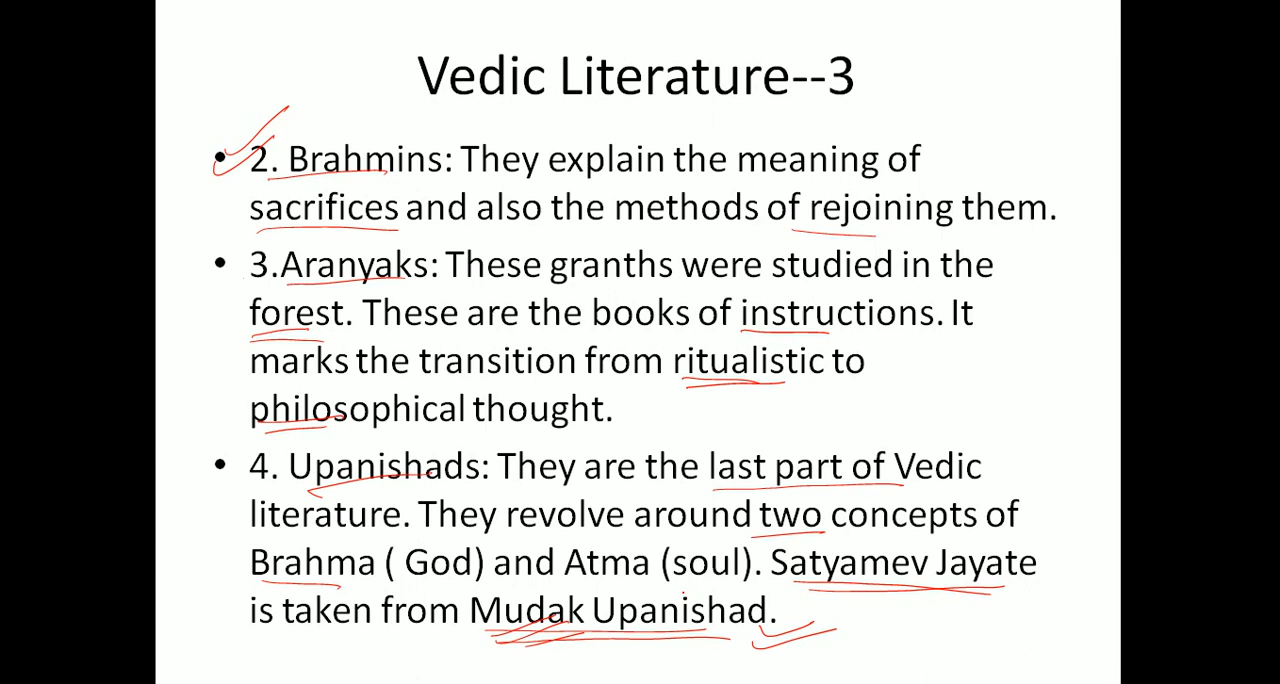 Vedic Literature--3
• 2. Brahmins: They explain the meaning of
sacrifices and also the methods of rejoining them.
• 3.Aranyaks: These granths were studied in the
forest. These are the books of instructions. It
marks the transition from ritualistic to
philosophical thought.
• 4. Upanishads: They are the last part of Vedic
literature. They revolve around two concepts of
Brahma ( God) and Atma (soul). Satyamev Jayate
is taken from Mudak Upanishad.